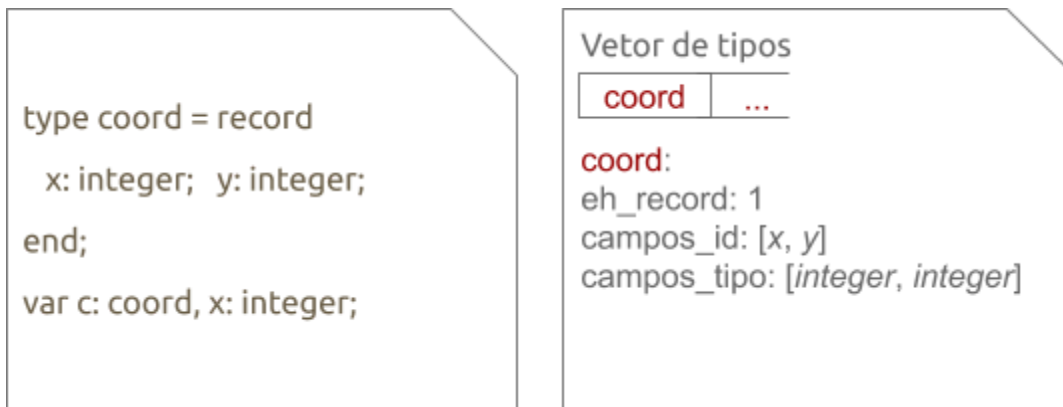 type coord = record
x: integer; y: integer;
end;
var c: coord, x: integer;
Vetor de tipos
coord ...
coord:
eh_record: 1
campos_id: [x, y]
campos_tipo: [integer, integer]